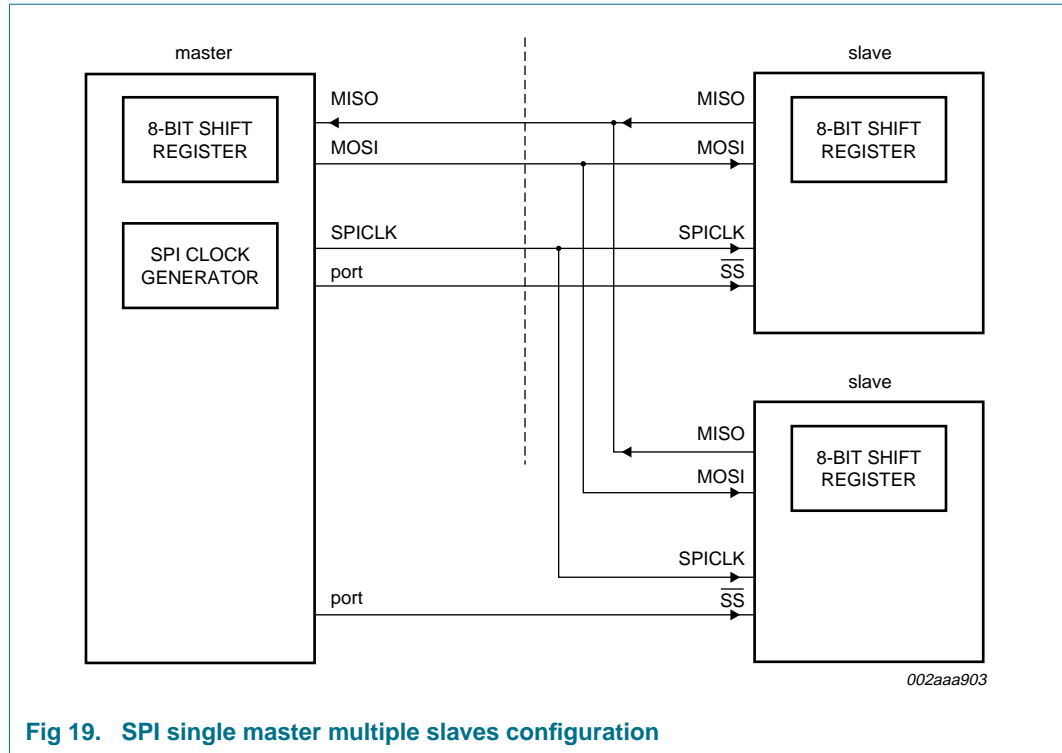 master
slave
MISO
MISO
8-BIT SHIFT
REGISTER
8-BIT SHIFT
REGISTER
MOSI
MOSI
SPICLK
SPICLK
SPI CLOCK
GENERATOR
port
S̅S̅
slave
MISO
8-BIT SHIFT
REGISTER
MOSI
SPICLK
port
S̅S̅
002aaa903
Fig 19. SPI single master multiple slaves configuration